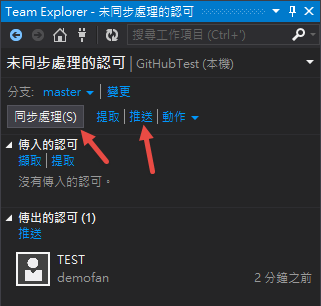 Team Explorer - 未同步處理的認可
搜尋工作項目 (Ctrl+')
未同步處理的認可 | GitHubTest (本機)
分支: master | 變更
同步處理(S) 提取 | 推送 | 動作
傳入的認可
擷取 | 提取
沒有傳入的認可。
傳出的認可 (1)
推送
TEST
demofan 2 分鐘之前